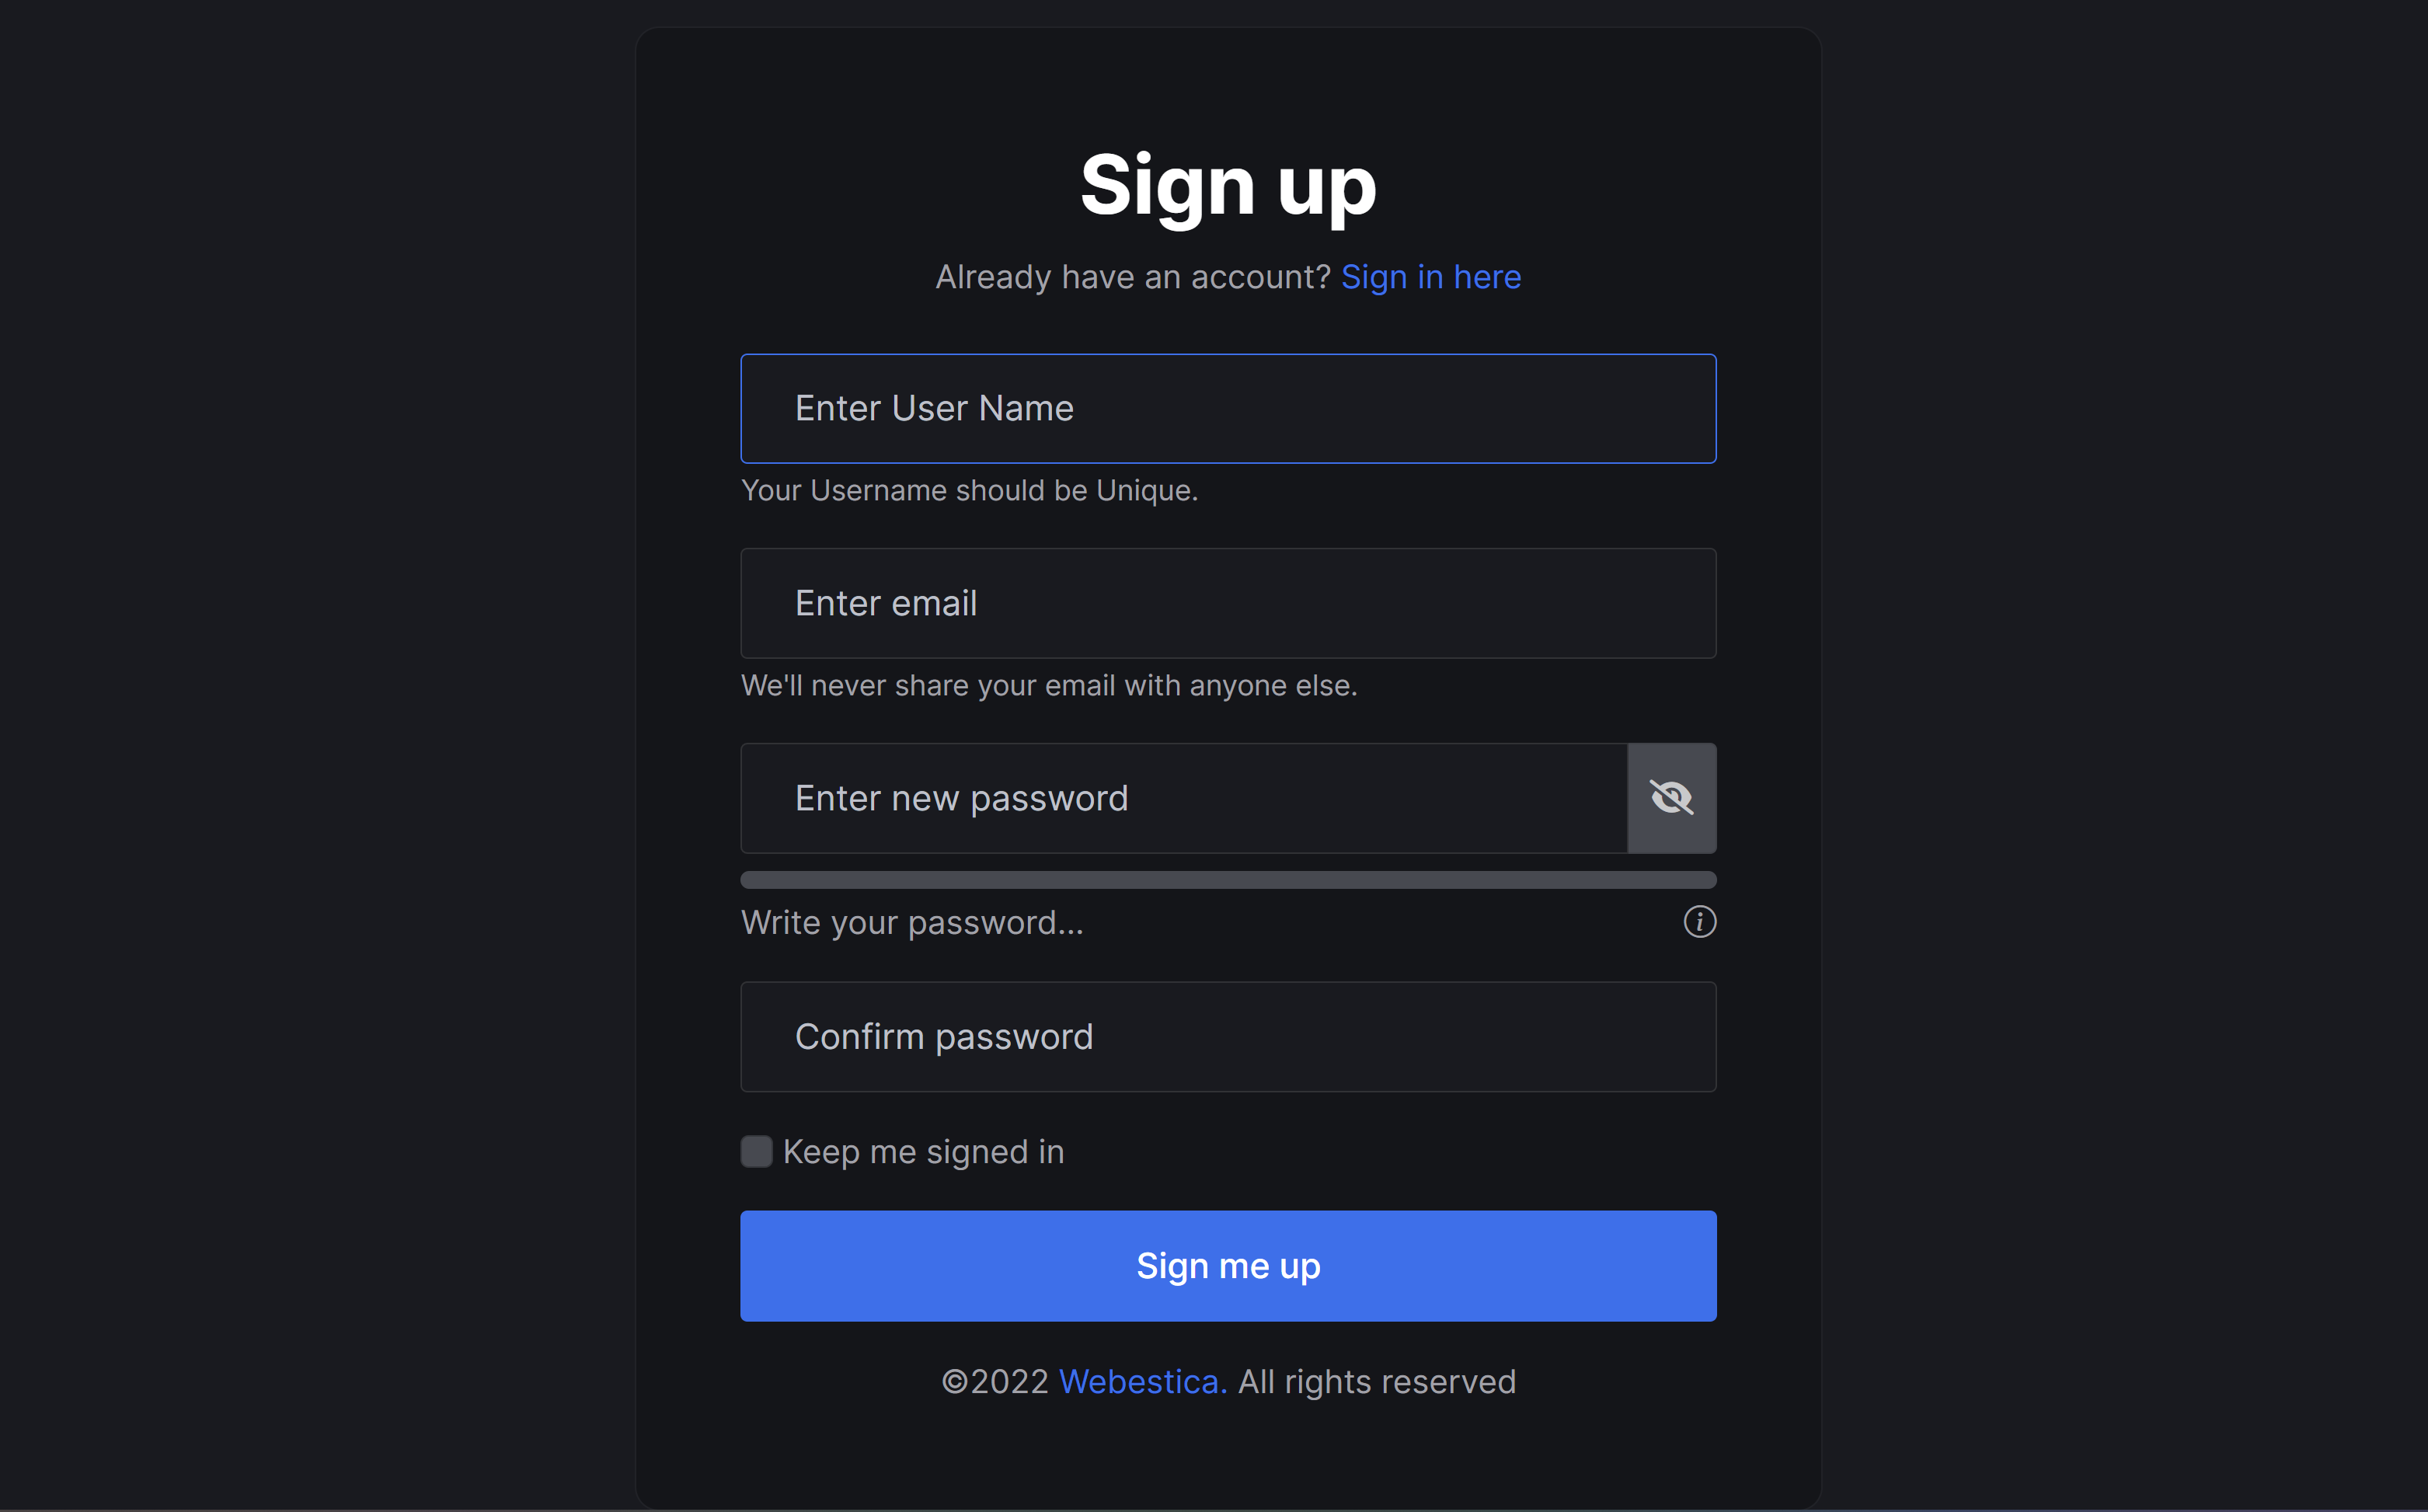 Sign up
Already have an account? Sign in here
Enter User Name
Your Username should be Unique.
Enter email
We'll never share your email with anyone else.
Enter new password
Write your password...
Confirm password
Keep me signed in
Sign me up
©2022 Webestica. All rights reserved